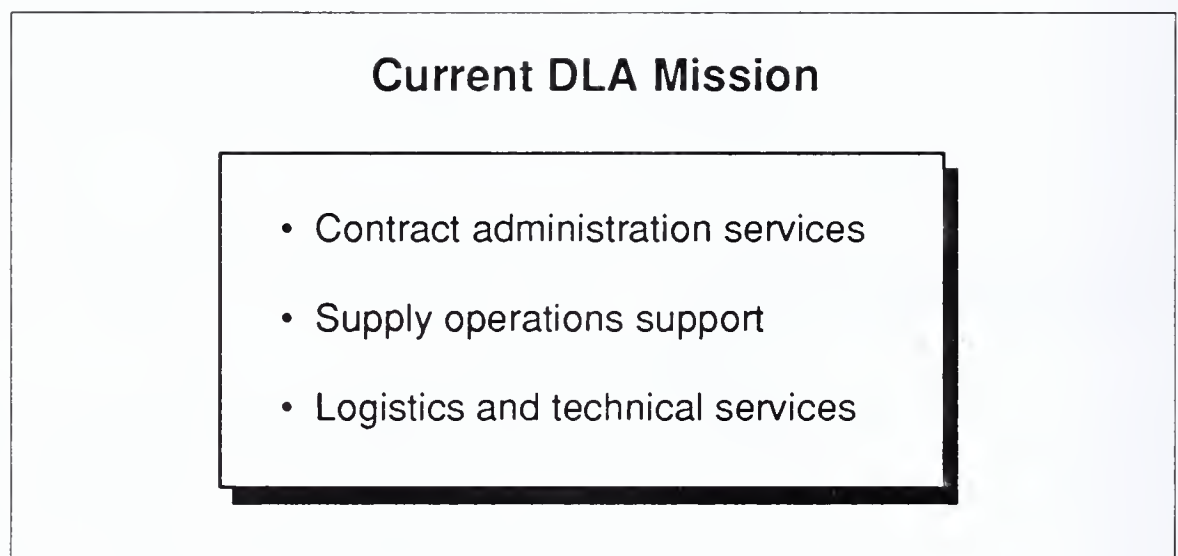 Current DLA Mission
• Contract administration services
• Supply operations support
• Logistics and technical services